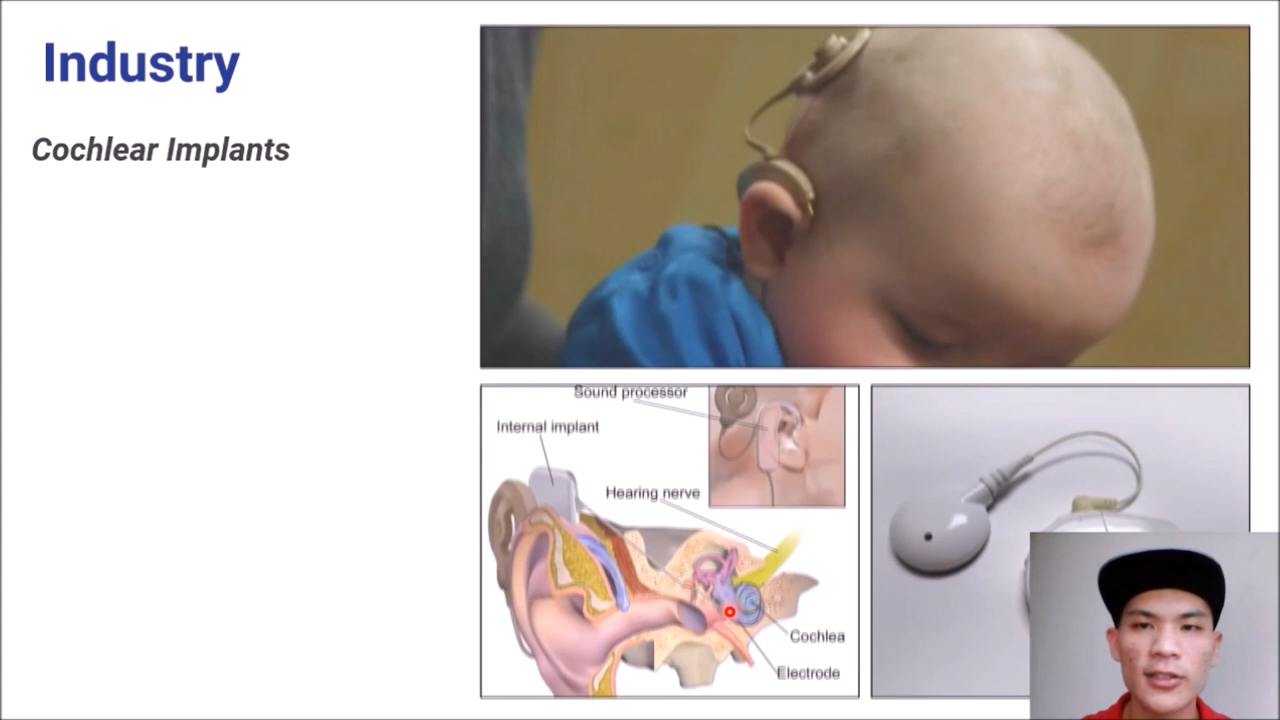 Industry
Cochlear Implants
Sound processor
Internal implant
Hearing nerve
Cochlea
Electrode